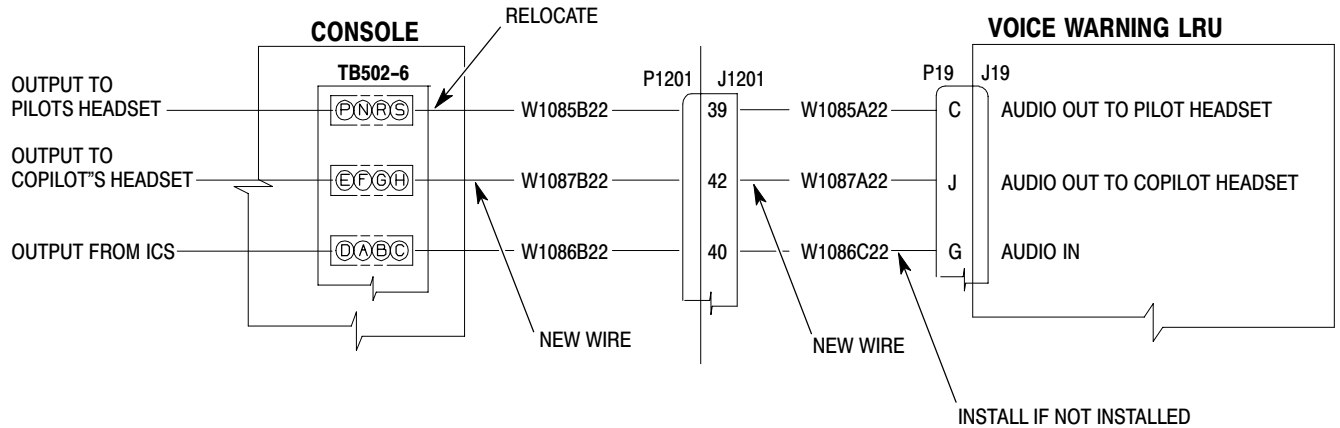 RELOCATE
CONSOLE
VOICE WARNING LRU
TB502-6
P1201 J1201
P19 J19
OUTPUT TO
PILOTS HEADSET
PNRS
W1085B22
39
W1085A22
C
AUDIO OUT TO PILOT HEADSET
OUTPUT TO
COPILOT"S HEADSET
EFGH
W1087B22
42
W1087A22
J
AUDIO OUT TO COPILOT HEADSET
OUTPUT FROM ICS
DABC
W1086B22
40
W1086C22
G
AUDIO IN
NEW WIRE
NEW WIRE
INSTALL IF NOT INSTALLED